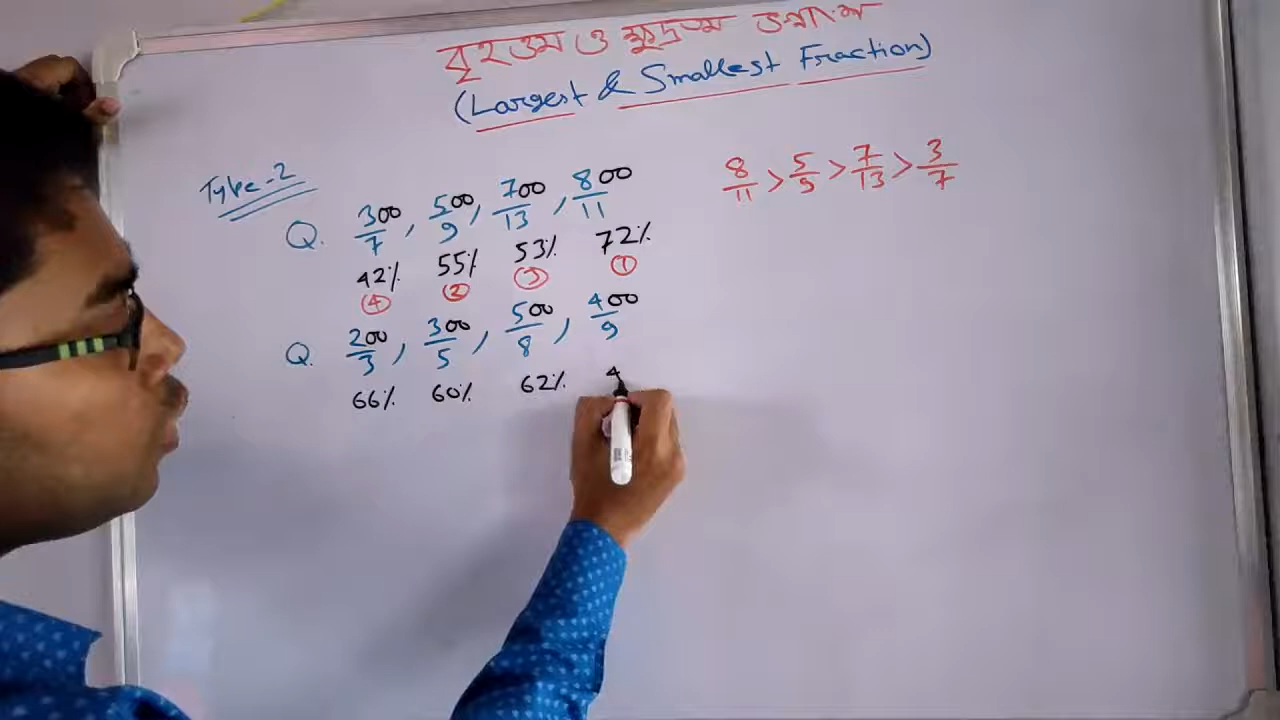 বৃহত্তম ও ক্ষুদ্রতম ভগ্নাংশ
(Largest & Smallest Fraction)
Type-2
Q. 300/7, 500/9, 700/13, 800/11
42% 55% 53% 72%
④ ② ③ ①
8/11 > 5/9 > 7/13 > 3/7
Q. 200/3, 300/5, 500/8, 400/9
66% 60% 62% 4